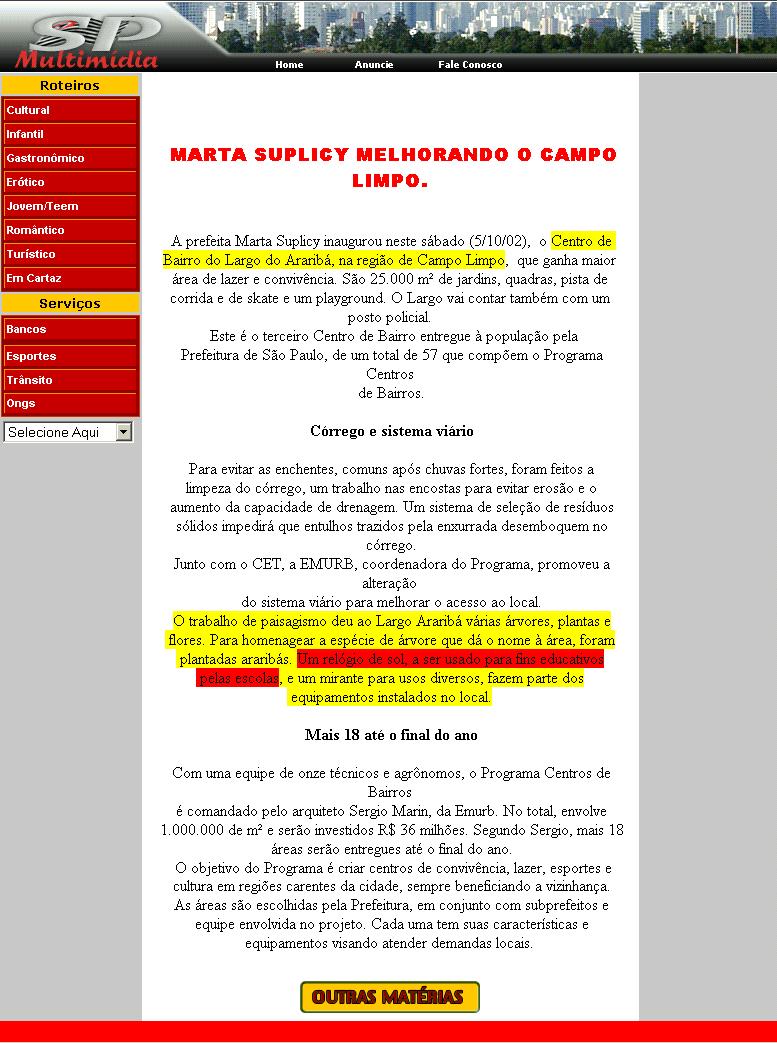 SP
Multimídia
Home Anuncie Fale Conosco
Roteiros
Cultural
Infantil
Gastronômico
Erótico
Jovem/Teem
Romântico
Turístico
Em Cartaz
Serviços
Bancos
Esportes
Trânsito
Ongs
Selecione Aqui
MARTA SUPLICY MELHORANDO O CAMPO
LIMPO.
A prefeita Marta Suplicy inaugurou neste sábado (5/10/02), o Centro de
Bairro do Largo do Araribá, na região de Campo Limpo, que ganha maior
área de lazer e convivência. São 25.000 m² de jardins, quadras, pista de
corrida e de skate e um playground. O Largo vai contar também com um
posto policial.
Este é o terceiro Centro de Bairro entregue à população pela
Prefeitura de São Paulo, de um total de 57 que compõem o Programa
Centros
de Bairros.
Córrego e sistema viário
Para evitar as enchentes, comuns após chuvas fortes, foram feitos a
limpeza do córrego, um trabalho nas encostas para evitar erosão e o
aumento da capacidade de drenagem. Um sistema de seleção de resíduos
sólidos impedirá que entulhos trazidos pela enxurrada desemboquem no
córrego.
Junto com o CET, a EMURB, coordenadora do Programa, promoveu a
alteração
do sistema viário para melhorar o acesso ao local.
O trabalho de paisagismo deu ao Largo Araribá várias árvores, plantas e
flores. Para homenagear a espécie de árvore que dá o nome à área, foram
plantadas araribás. Um relógio de sol, a ser usado para fins educativos
pelas escolas, e um mirante para usos diversos, fazem parte dos
equipamentos instalados no local.
Mais 18 até o final do ano
Com uma equipe de onze técnicos e agrônomos, o Programa Centros de
Bairros
é comandado pelo arquiteto Sergio Marin, da Emurb. No total, envolve
1.000.000 de m² e serão investidos R$ 36 milhões. Segundo Sergio, mais 18
áreas serão entregues até o final do ano.
O objetivo do Programa é criar centros de convivência, lazer, esportes e
cultura em regiões carentes da cidade, sempre beneficiando a vizinhança.
As áreas são escolhidas pela Prefeitura, em conjunto com subprefeitos e
equipe envolvida no projeto. Cada uma tem suas características e
equipamentos visando atender demandas locais.
OUTRAS MATÉRIAS